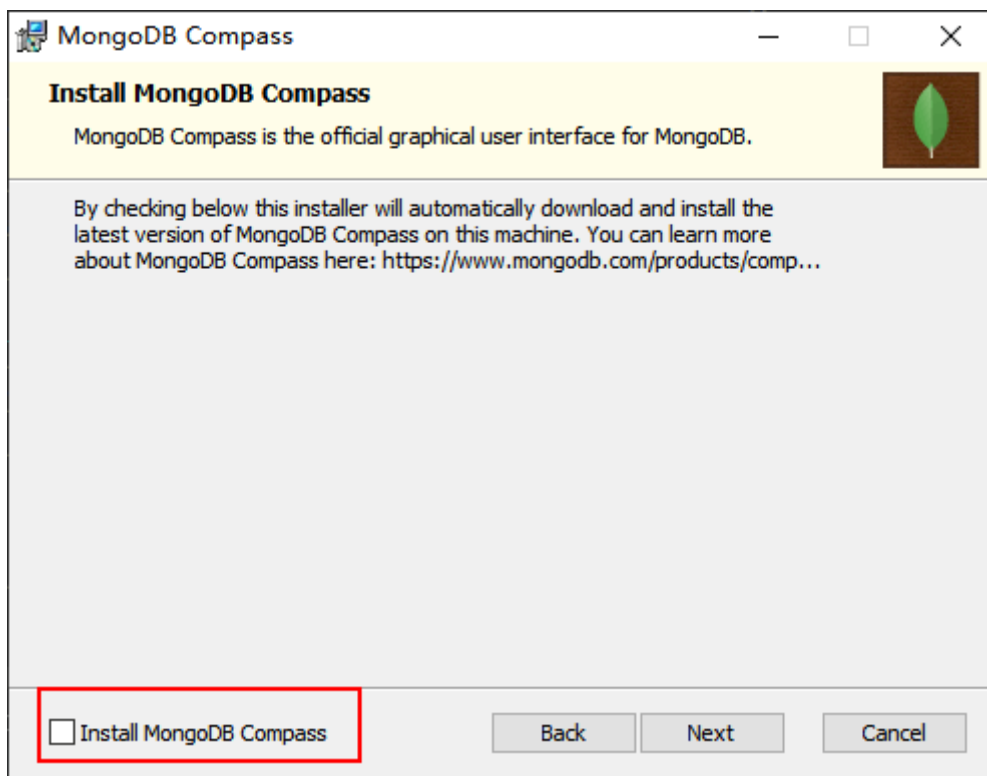 MongoDB Compass
Install MongoDB Compass
MongoDB Compass is the official graphical user interface for MongoDB.
By checking below this installer will automatically download and install the
latest version of MongoDB Compass on this machine. You can learn more
about MongoDB Compass here: https://www.mongodb.com/products/comp...
Install MongoDB Compass
Back
Next
Cancel